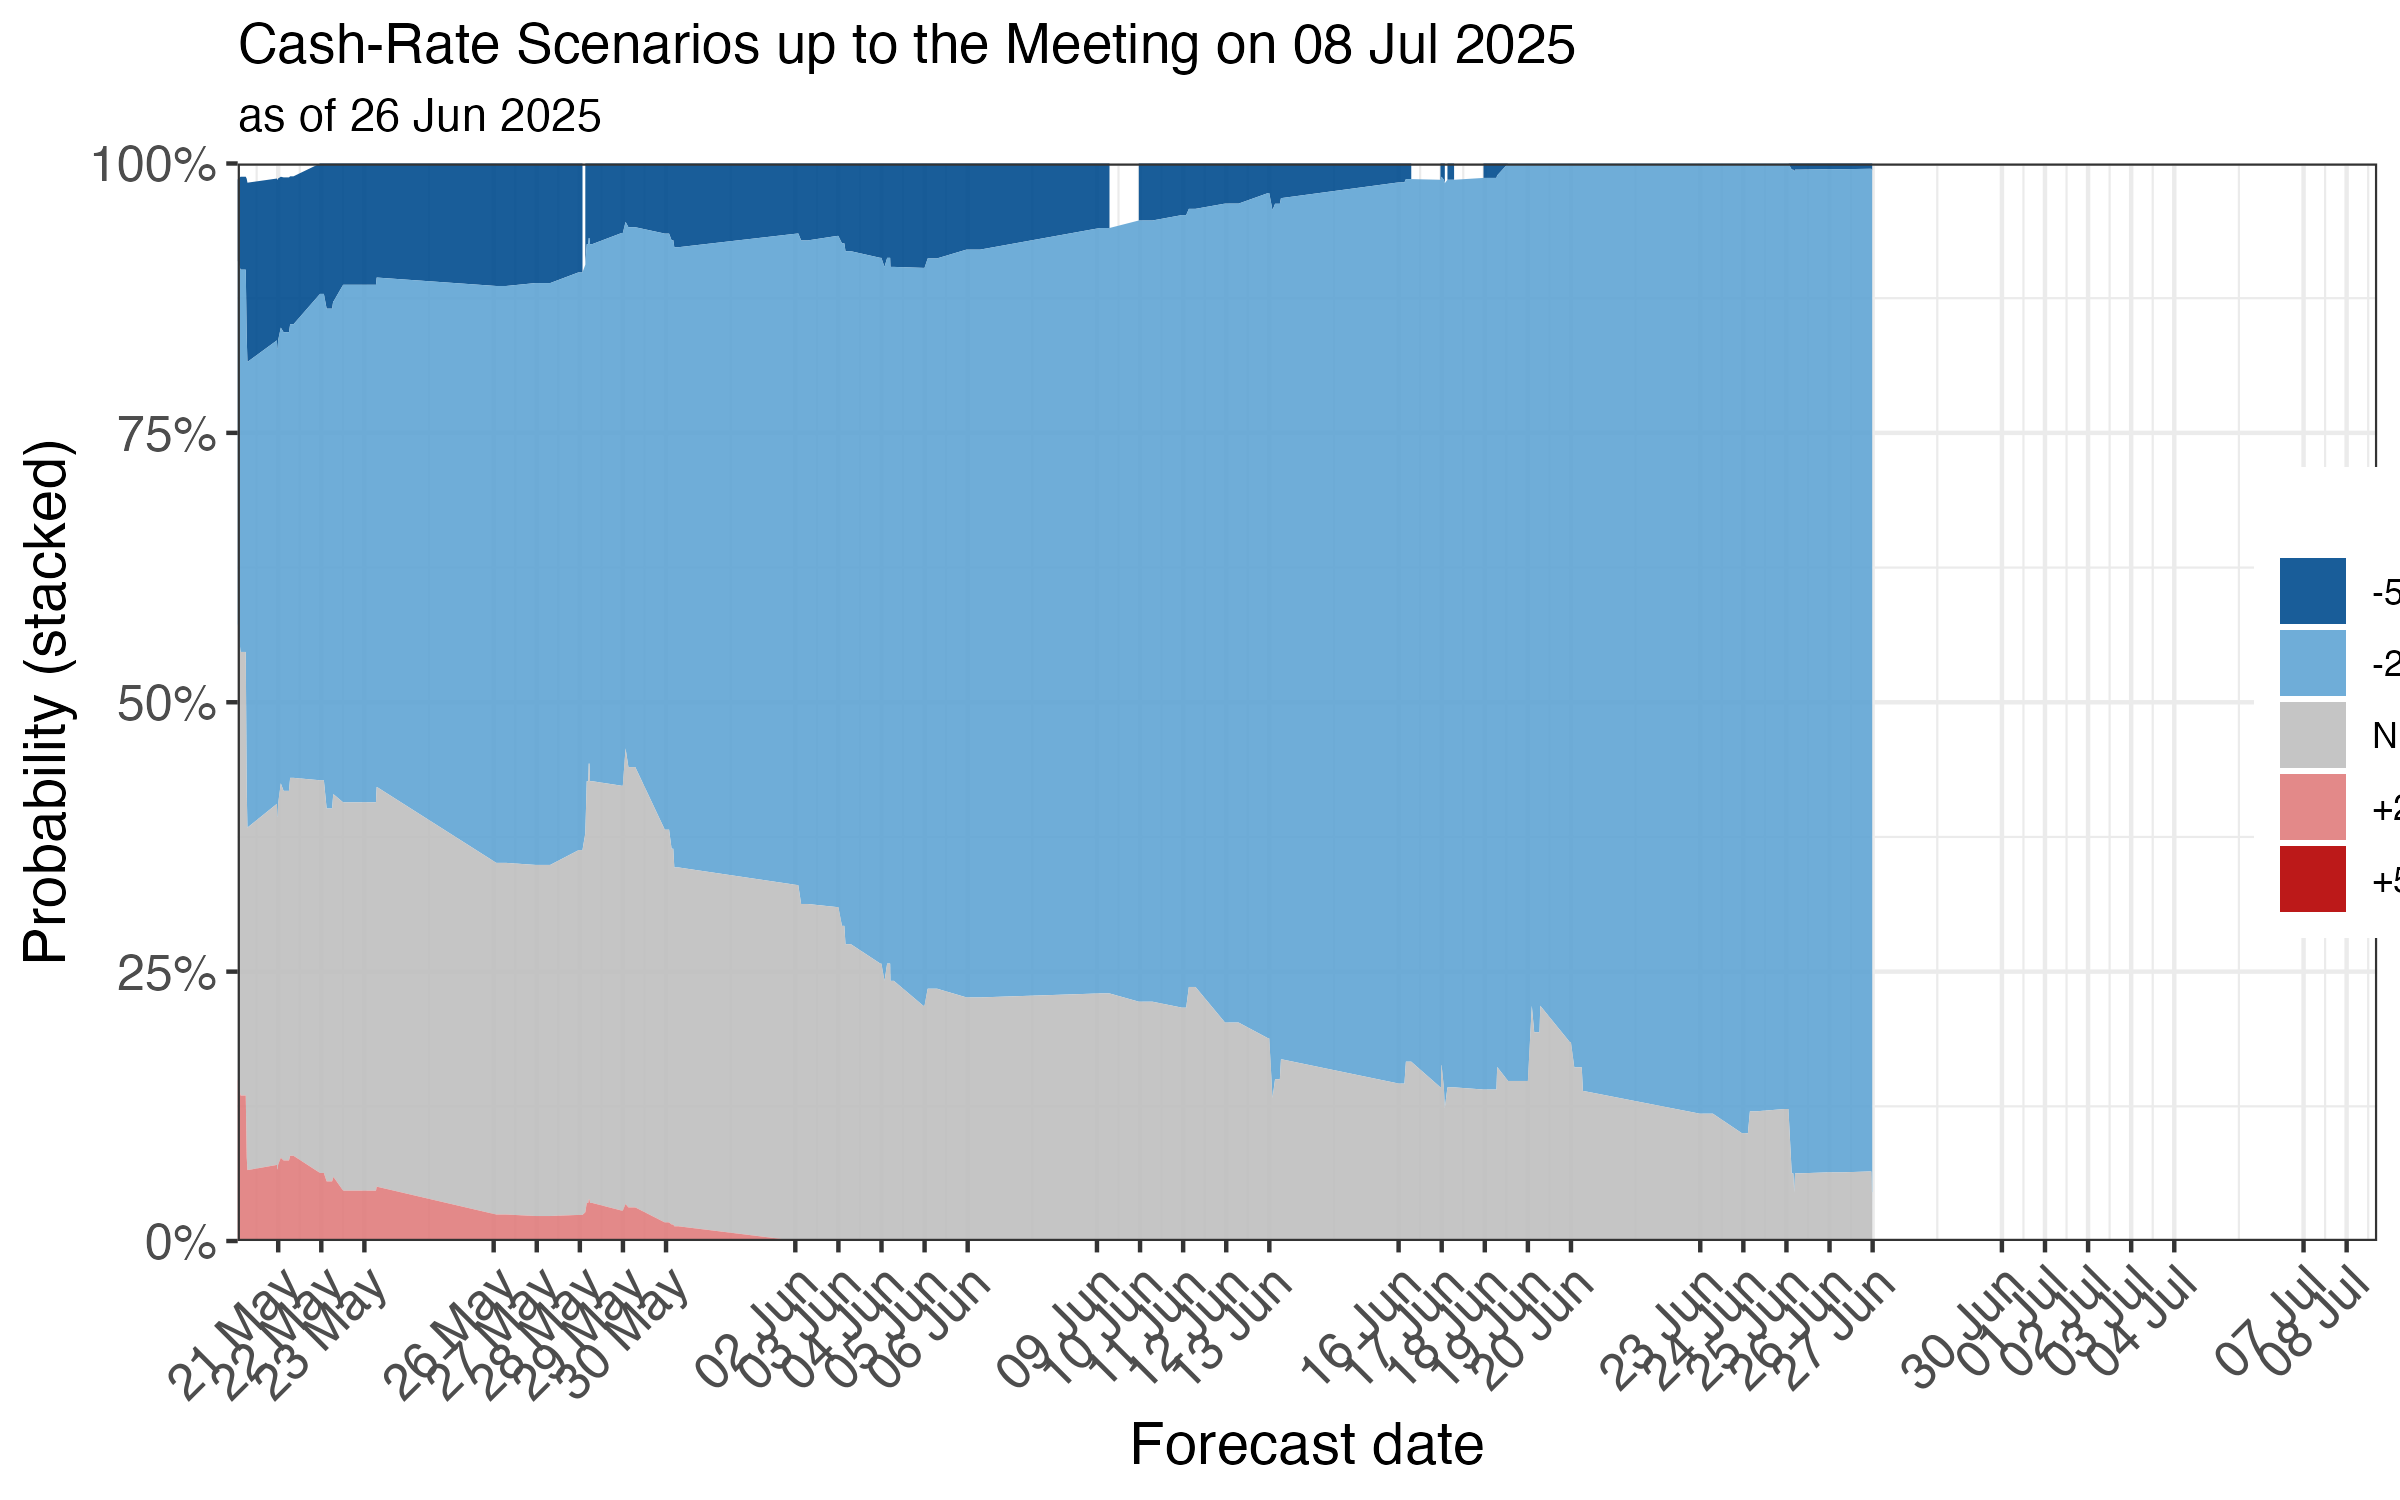 Cash-Rate Scenarios up to the Meeting on 08 Jul 2025
as of 26 Jun 2025
Probability (stacked)
100%
75%
50%
25%
0%
-5
-2
N
+2
+5
21 May
22 May
23 May
26 May
27 May
28 May
29 May
30 May
02 Jun
03 Jun
04 Jun
05 Jun
06 Jun
09 Jun
10 Jun
11 Jun
12 Jun
13 Jun
16 Jun
17 Jun
18 Jun
19 Jun
20 Jun
23 Jun
24 Jun
25 Jun
26 Jun
27 Jun
30 Jun
01 Jul
02 Jul
03 Jul
04 Jul
07 Jul
08 Jul
Forecast date